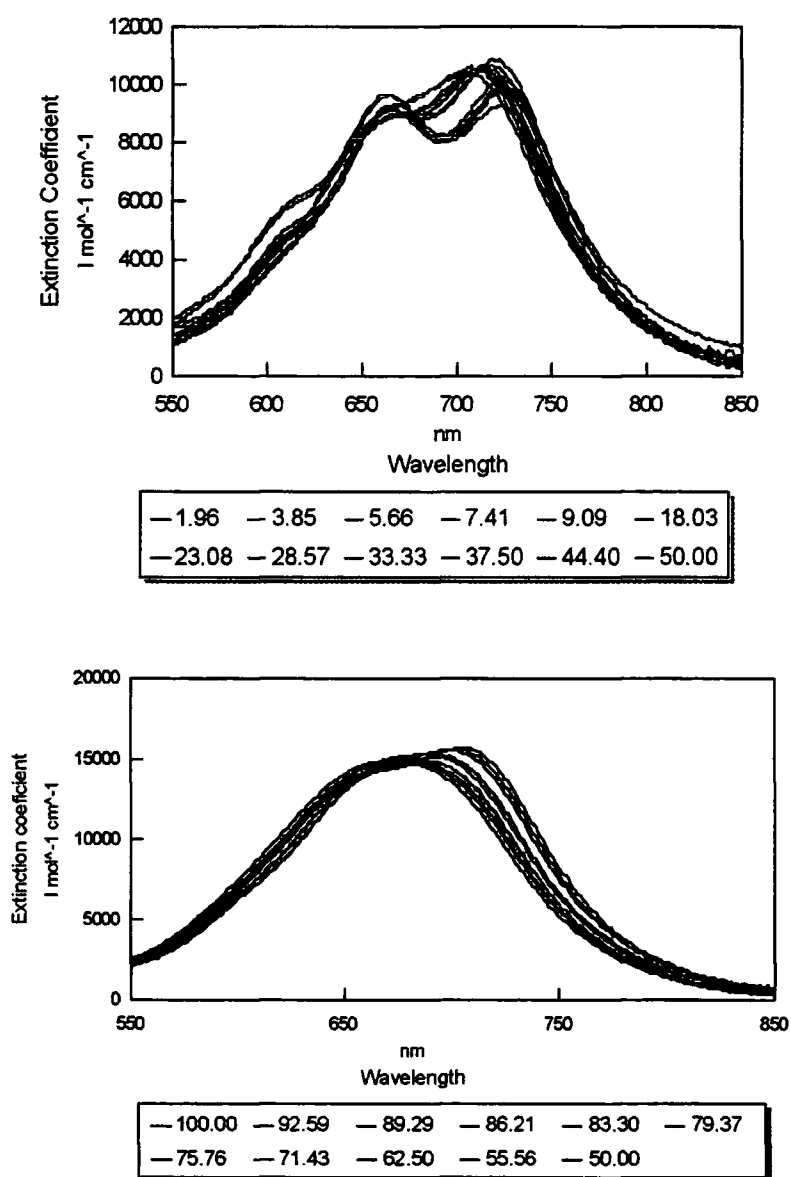 12000
10000
8000
6000
4000
2000
0
Extinction Coefficient
l mol^-1 cm^-1
550 600 650 700 750 800 850
nm
Wavelength
1.96 3.85 5.66 7.41 9.09 18.03
23.08 28.57 33.33 37.50 44.40 50.00
20000
15000
10000
5000
0
Extinction coeficient
l mol^-1 cm^-1
550 650 750 850
nm
Wavelength
100.00 92.59 89.29 86.21 83.30 79.37
75.76 71.43 62.50 55.56 50.00